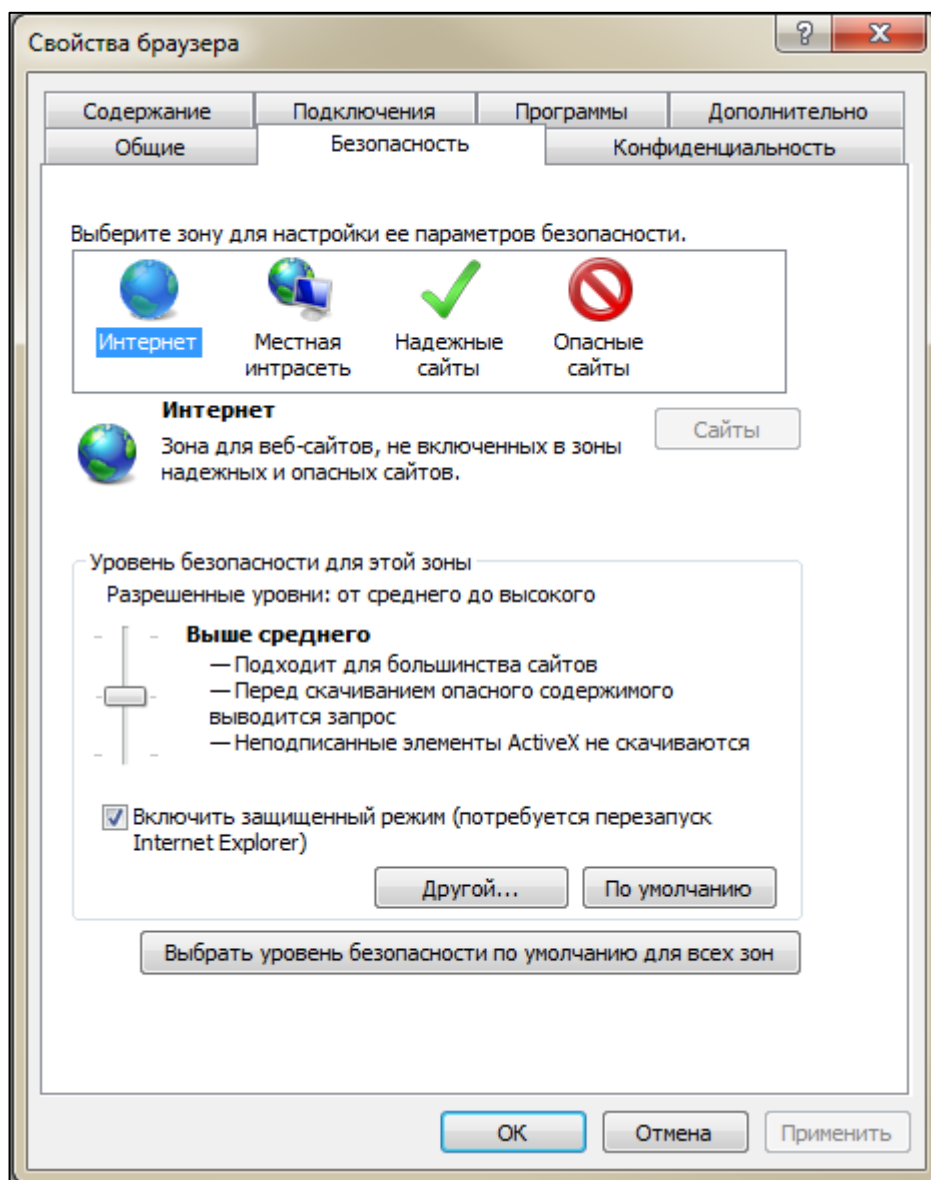 Свойства браузера
Содержание Подключения Программы Дополнительно
Общие Безопасность Конфиденциальность
Выберите зону для настройки ее параметров безопасности.
Интернет
Местная
интрасеть
Надежные
сайты
Опасные
сайты
Интернет
Зона для веб-сайтов, не включенных в зоны
надежных и опасных сайтов.
Сайты
Уровень безопасности для этой зоны
Разрешенные уровни: от среднего до высокого
Выше среднего
— Подходит для большинства сайтов
— Перед скачиванием опасного содержимого
выводится запрос
— Неподписанные элементы ActiveX не скачиваются
Включить защищенный режим (потребуется перезапуск
Internet Explorer)
Другой... По умолчанию
Выбрать уровень безопасности по умолчанию для всех зон
ОК Отмена Применить